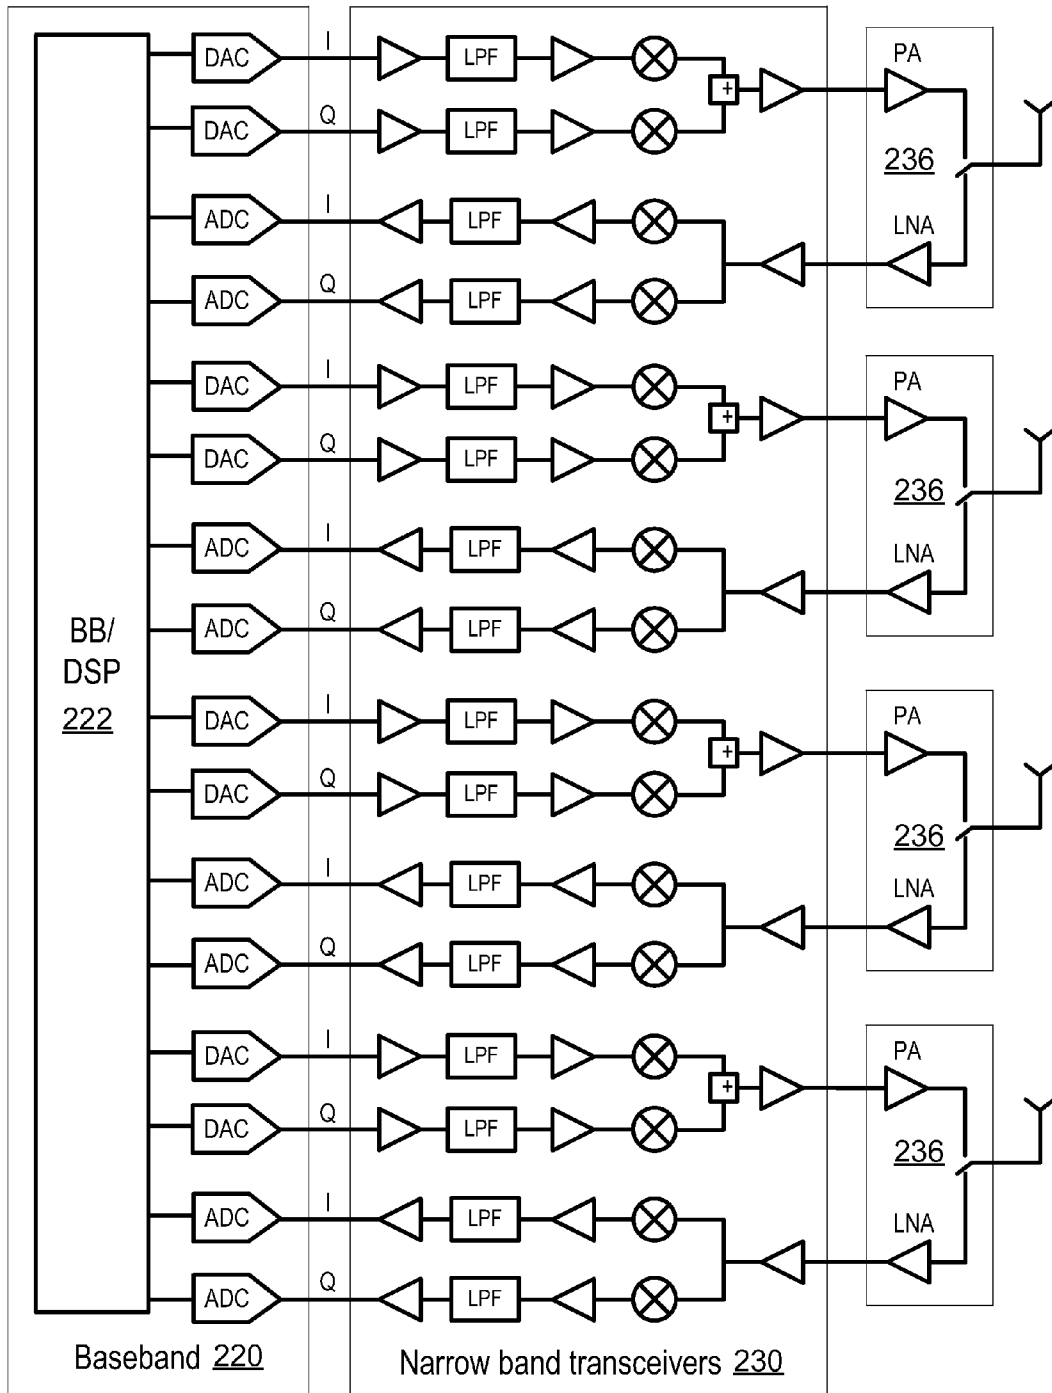 DAC I LPF PA
DAC Q LPF +
236
ADC I LPF LNA
ADC Q LPF
DAC I LPF PA
DAC Q LPF +
236
ADC I LPF LNA
ADC Q LPF
BB/
DSP
222
DAC I LPF PA
DAC Q LPF +
236
ADC I LPF LNA
ADC Q LPF
DAC I LPF PA
DAC Q LPF +
236
ADC I LPF LNA
ADC Q LPF
Baseband 220
Narrow band transceivers 230